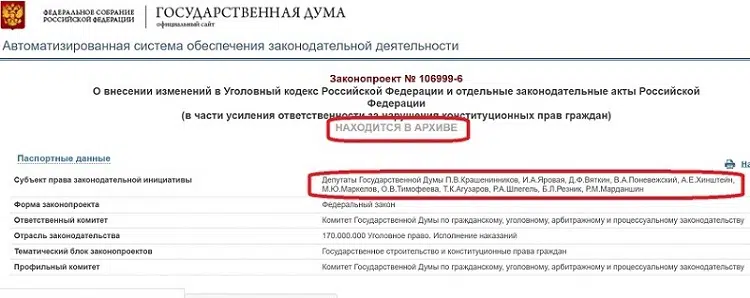 ФЕДЕРАЛЬНОЕ СОБРАНИЕ
РОССИЙСКОЙ ФЕДЕРАЦИИ
ГОСУДАРСТВЕННАЯ ДУМА
официальный сайт
Автоматизированная система обеспечения законодательной деятельности
Законопроект № 106999-6
О внесении изменений в Уголовный кодекс Российской Федерации и отдельные законодательные акты Российской
Федерации
(в части усиления ответственности за нарушения конституционных прав граждан)
НАХОДИТСЯ В АРХИВЕ
Паспортные данные
На
Субъект права законодательной инициативы
Депутаты Государственной Думы П.В.Крашенинников, И.А.Яровая, Д.Ф.Вяткин, В.А.Поневежский, А.Е.Хинштейн,
М.Ю.Маркелов, О.В.Тимофеева, Т.К.Агузаров, Р.А.Шлегель, Б.Л.Резник, Р.М.Марданшин
Форма законопроекта Федеральный закон
Ответственный комитет Комитет Государственной Думы по гражданскому, уголовному, арбитражному и процессуальному законодательству
Отрасль законодательства 170.000.000 Уголовное право. Исполнение наказаний
Тематический блок законопроектов Государственное строительство и конституционные права граждан
Профильный комитет Комитет Государственной Думы по гражданскому, уголовному, арбитражному и процессуальному законодательству